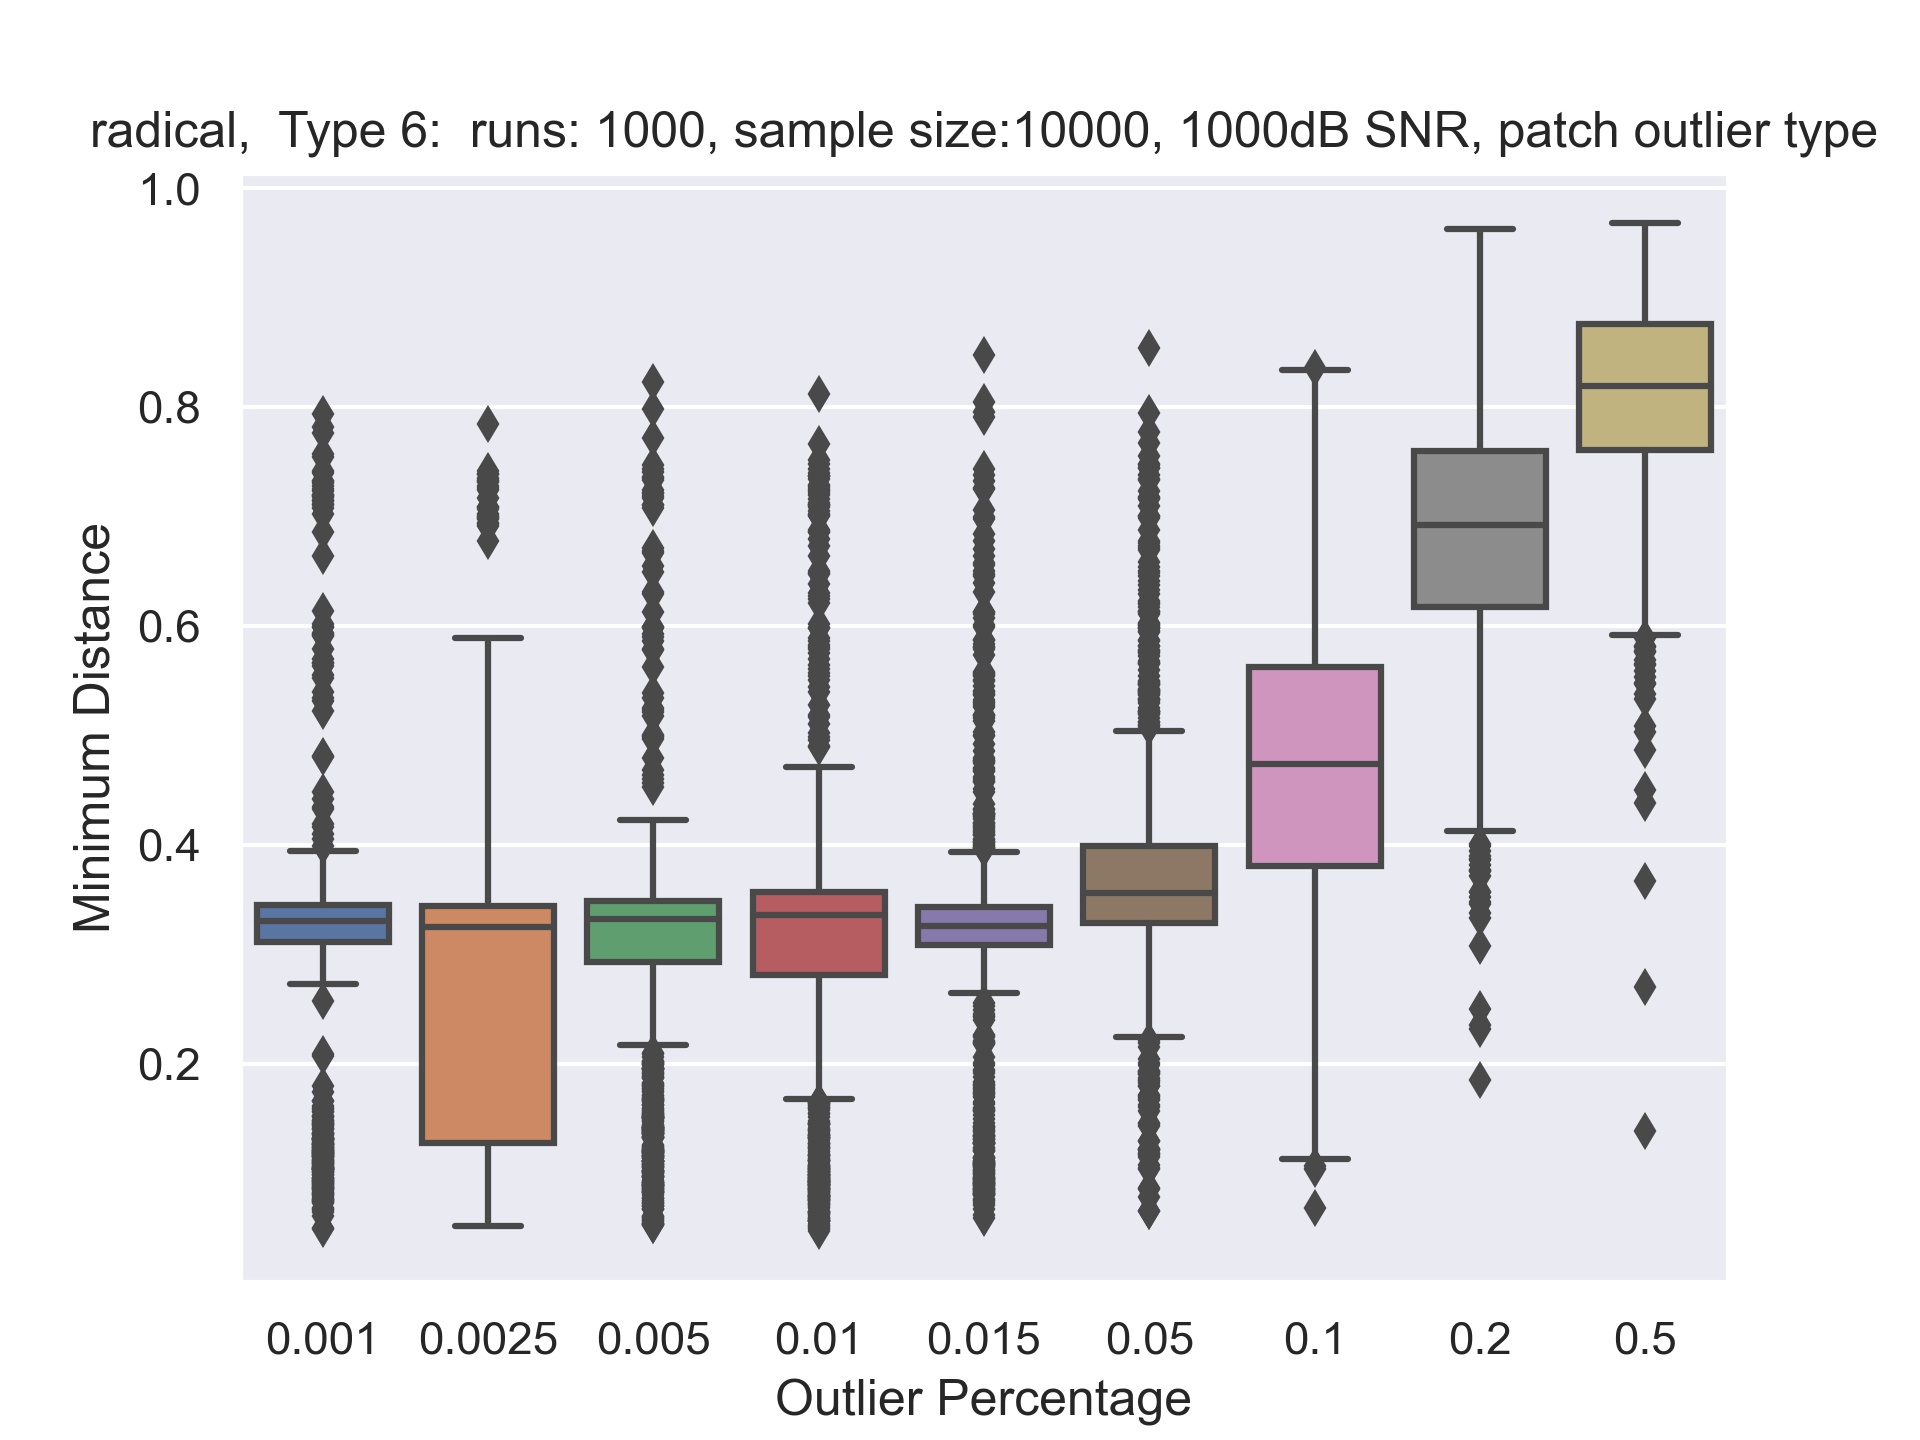 radical,  Type 6:  runs: 1000, sample size:10000, 1000dB SNR, patch outlier type
1.0
0.8
0.6
0.4
0.2
Minimum Distance
0.001 0.0025 0.005 0.01 0.015 0.05 0.1 0.2 0.5
Outlier Percentage